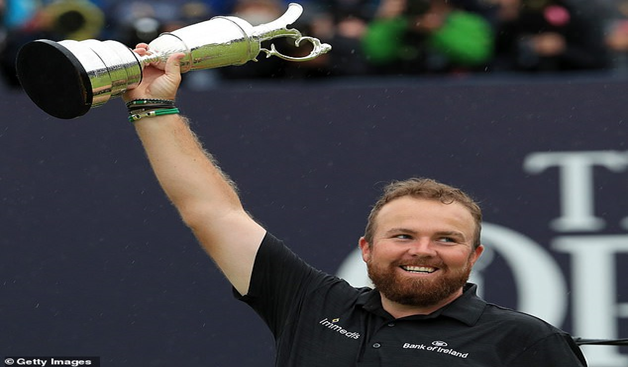 immedis
Bank of Ireland
© Getty Images